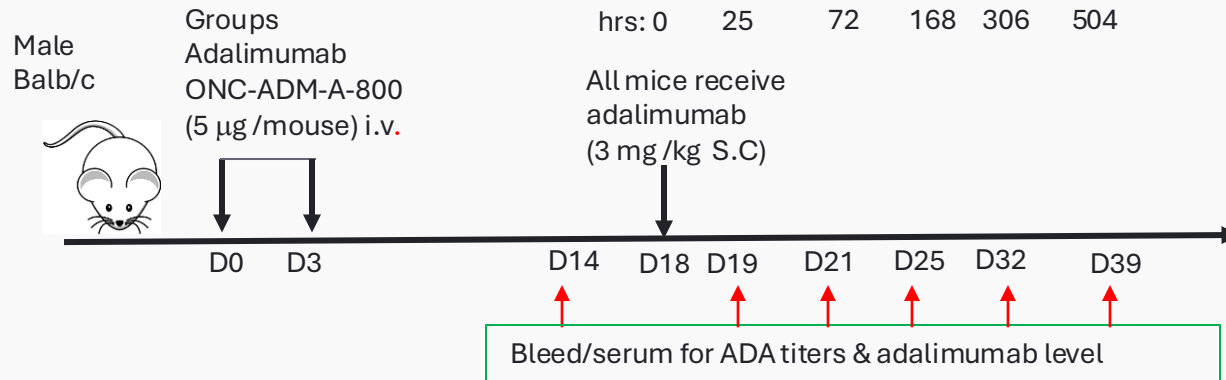 Male
Balb/c
Groups
Adalimumab
ONC-ADM-A-800
(5 μg /mouse) i.v.
hrs: 0 25 72 168 306 504
All mice receive
adalimumab
(3 mg /kg S.C)
D0 D3 D14 D18 D19 D21 D25 D32 D39
Bleed/serum for ADA titers & adalimumab level